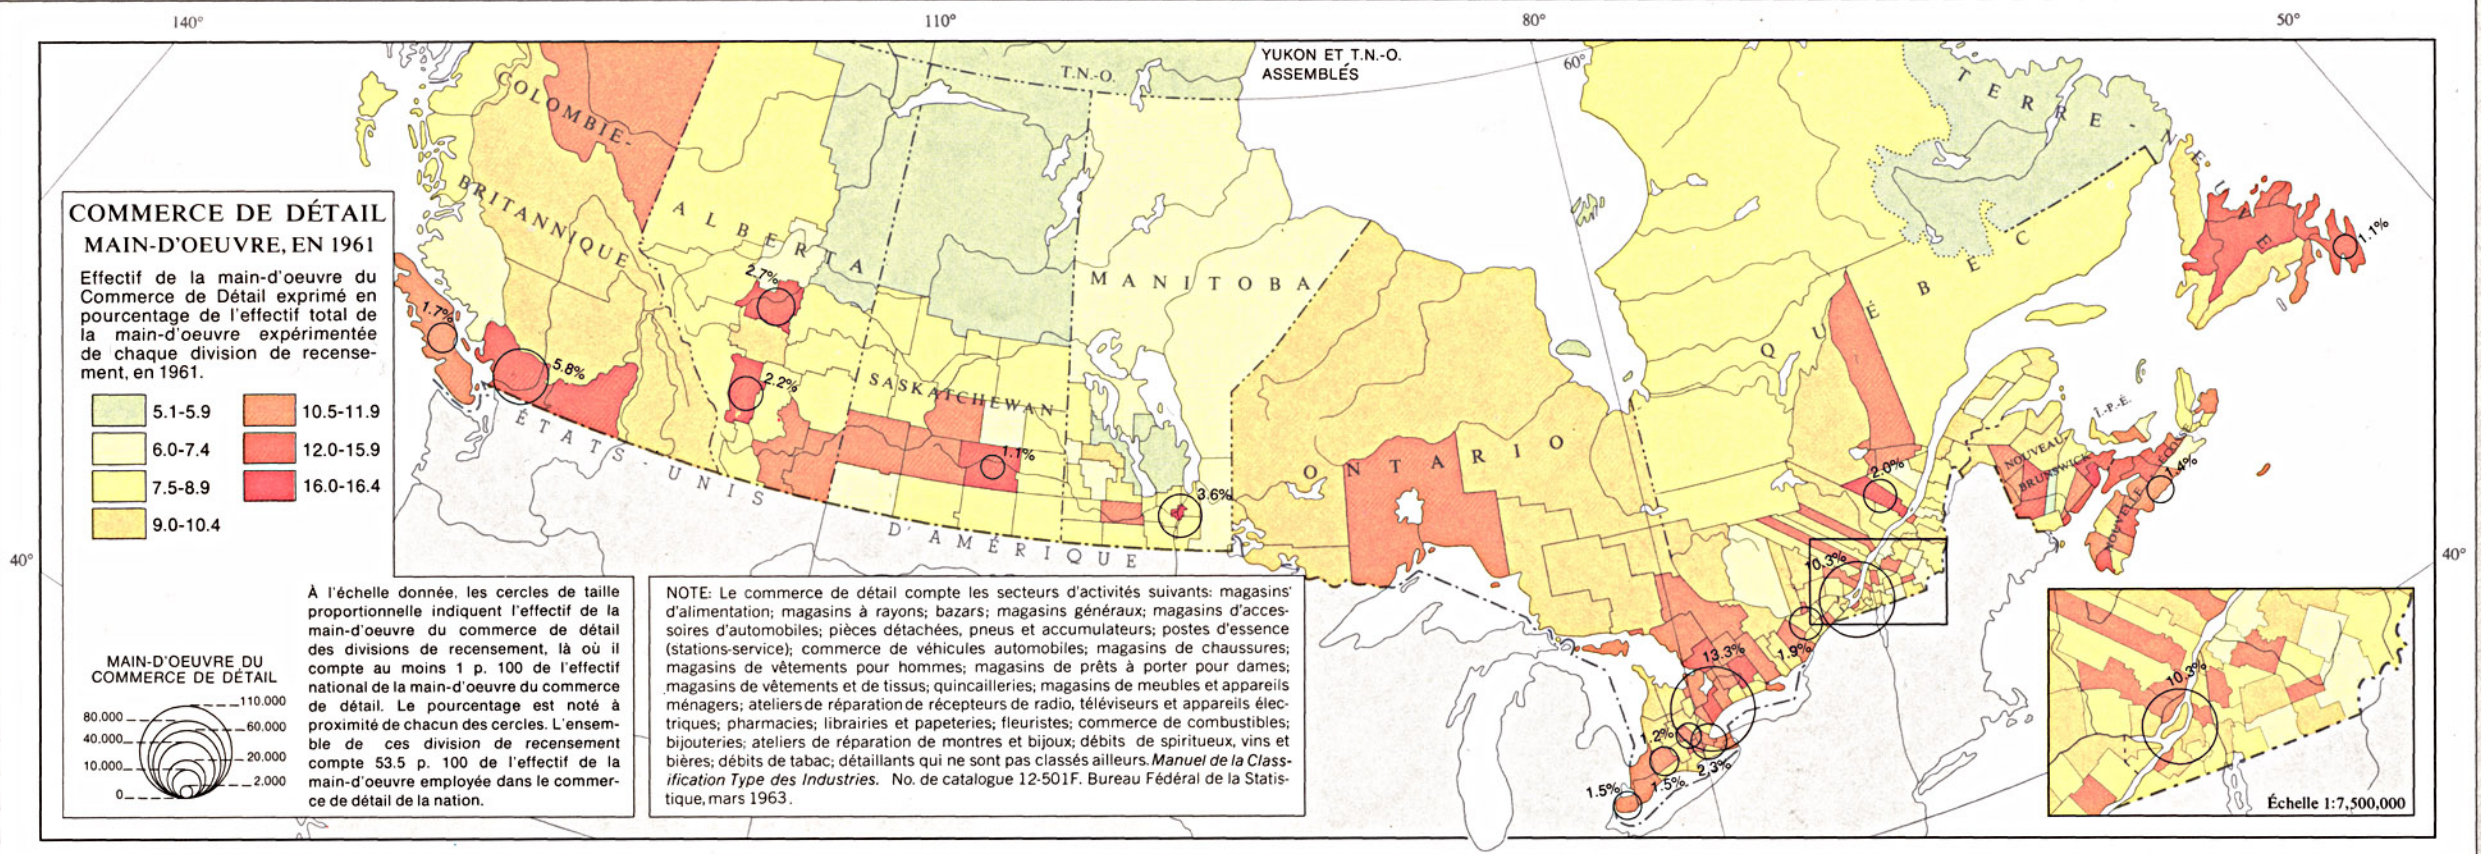 140°
110°
80°
50°
YUKON ET T.N.-O.
ASSEMBLÉS
60°
T.N.-O.
COLOMBIE-
BRITANNIQUE
ALBERTA
SASKATCHEWAN
MANITOBA
ONTARIO
QUÉBEC
TERRE-NEUVE
Î.-P.-É.
NOUVEAU-
BRUNSWICK
NOUVELLE ÉCOSSE
ÉTATS-UNIS D'AMÉRIQUE
1.7%
5.8%
2.7%
2.2%
1.1%
3.6%
1.1%
2.0%
1.4%
10.3%
1.9%
13.3%
1.2%
2.3%
1.5%
1.5%
40°
40°
COMMERCE DE DÉTAIL
MAIN-D'OEUVRE, EN 1961
Effectif de la main-d'oeuvre du
Commerce de Détail exprimé en
pourcentage de l'effectif total de
la main-d'oeuvre expérimentée
de chaque division de recense-
ment, en 1961.
5.1-5.9
6.0-7.4
7.5-8.9
9.0-10.4
10.5-11.9
12.0-15.9
16.0-16.4
MAIN-D'OEUVRE DU
COMMERCE DE DÉTAIL
110.000
80.000
60.000
40.000
20.000
10.000
2.000
0
À l'échelle donnée, les cercles de taille
proportionnelle indiquent l'effectif de la
main-d'oeuvre du commerce de détail
des divisions de recensement, là où il
compte au moins 1 p. 100 de l'effectif
national de la main-d'oeuvre du commerce
de détail. Le pourcentage est noté à
proximité de chacun des cercles. L'ensem-
ble de ces division de recensement
compte 53.5 p. 100 de l'effectif de la
main-d'oeuvre employée dans le commer-
ce de détail de la nation.
NOTE: Le commerce de détail compte les secteurs d'activités suivants: magasins
d'alimentation; magasins à rayons; bazars; magasins généraux; magasins d'acces-
soires d'automobiles; pièces détachées, pneus et accumulateurs; postes d'essence
(stations-service); commerce de véhicules automobiles; magasins de chaussures;
magasins de vêtements pour hommes; magasins de prêts à porter pour dames;
magasins de vêtements et de tissus; quincailleries; magasins de meubles et appareils
ménagers; ateliers de réparation de récepteurs de radio, téléviseurs et appareils élec-
triques; pharmacies; librairies et papeteries; fleuristes; commerce de combustibles;
bijouteries; ateliers de réparation de montres et bijoux; débits de spiritueux, vins et
bières; débits de tabac; détaillants qui ne sont pas classés ailleurs. Manuel de la Class-
ification Type des Industries. No. de catalogue 12-501F. Bureau Fédéral de la Statis-
tique, mars 1963.
10.3%
Échelle 1:7,500,000